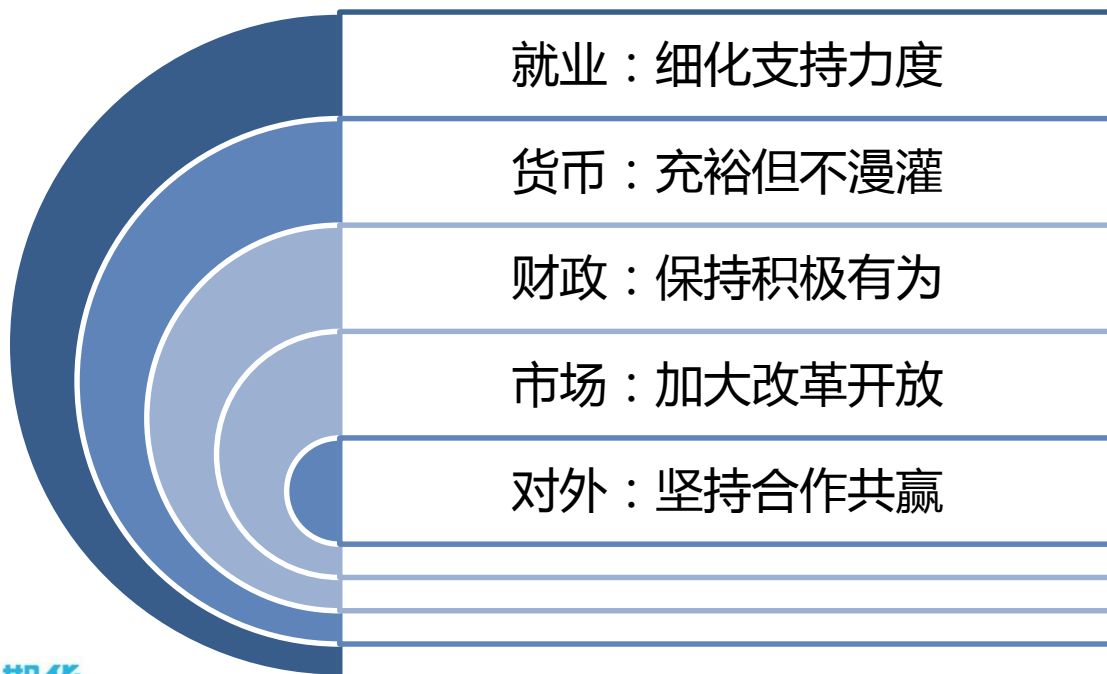 就业：细化支持力度
货币：充裕但不漫灌
财政：保持积极有为
市场：加大改革开放
对外：坚持合作共赢